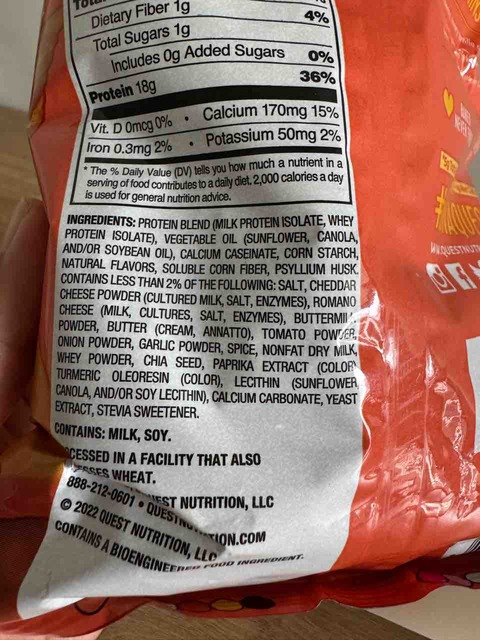 Dietary Fiber 1g 4%
Total Sugars 1g
Includes 0g Added Sugars 0%
Protein 18g 36%
Vit. D 0mcg 0% • Calcium 170mg 15%
Iron 0.3mg 2% • Potassium 50mg 2%
* The % Daily Value (DV) tells you how much a nutrient in a
serving of food contributes to a daily diet. 2,000 calories a day
is used for general nutrition advice.
INGREDIENTS: PROTEIN BLEND (MILK PROTEIN ISOLATE, WHEY
PROTEIN ISOLATE), VEGETABLE OIL (SUNFLOWER, CANOLA,
AND/OR SOYBEAN OIL), CALCIUM CASEINATE, CORN STARCH,
NATURAL FLAVORS, SOLUBLE CORN FIBER, PSYLLIUM HUSK.
CONTAINS LESS THAN 2% OF THE FOLLOWING: SALT, CHEDDAR
CHEESE POWDER (CULTURED MILK, SALT, ENZYMES), ROMANO
CHEESE (MILK, CULTURES, SALT, ENZYMES), BUTTERMILK
POWDER, BUTTER (CREAM, ANNATTO), TOMATO POWDER,
ONION POWDER, GARLIC POWDER, SPICE, NONFAT DRY MILK,
WHEY POWDER, CHIA SEED, PAPRIKA EXTRACT (COLOR)
TURMERIC OLEORESIN (COLOR), LECITHIN (SUNFLOWER,
CANOLA, AND/OR SOY LECITHIN), CALCIUM CARBONATE, YEAST
EXTRACT, STEVIA SWEETENER.
CONTAINS: MILK, SOY.
CESSED IN A FACILITY THAT ALSO
ESSES WHEAT.
888-212-0601 • QUESTNUTRITION.COM
© 2022 QUEST NUTRITION, LLC
CONTAINS A BIOENGINEERED FOOD INGREDIENT.